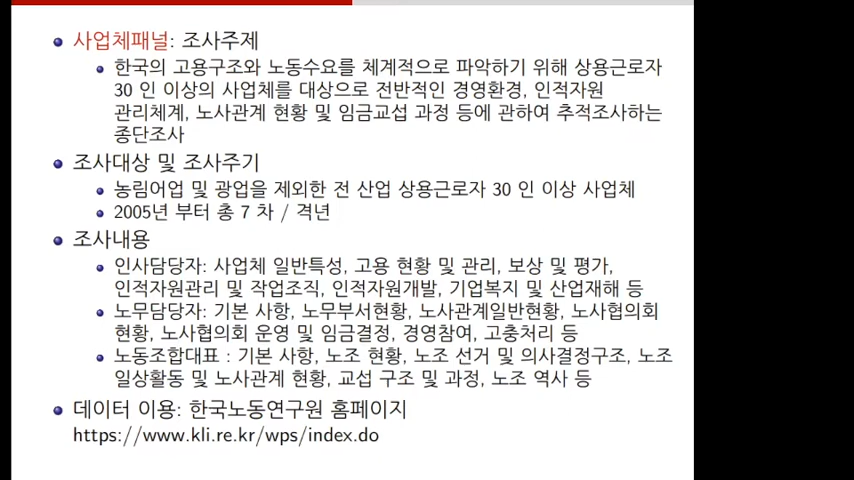 사업체패널: 조사주제
한국의 고용구조와 노동수요를 체계적으로 파악하기 위해 상용근로자
30 인 이상의 사업체를 대상으로 전반적인 경영환경, 인적자원
관리체계, 노사관계 현황 및 임금교섭 과정 등에 관하여 추적조사하는
종단조사
조사대상 및 조사주기
농림어업 및 광업을 제외한 전 산업 상용근로자 30 인 이상 사업체
2005년 부터 총 7 차 / 격년
조사내용
인사담당자: 사업체 일반특성, 고용 현황 및 관리, 보상 및 평가,
인적자원관리 및 작업조직, 인적자원개발, 기업복지 및 산업재해 등
노무담당자: 기본 사항, 노무부서현황, 노사관계일반현황, 노사협의회
현황, 노사협의회 운영 및 임금결정, 경영참여, 고충처리 등
노동조합대표 : 기본 사항, 노조 현황, 노조 선거 및 의사결정구조, 노조
일상활동 및 노사관계 현황, 교섭 구조 및 과정, 노조 역사 등
데이터 이용: 한국노동연구원 홈페이지
https://www.kli.re.kr/wps/index.do